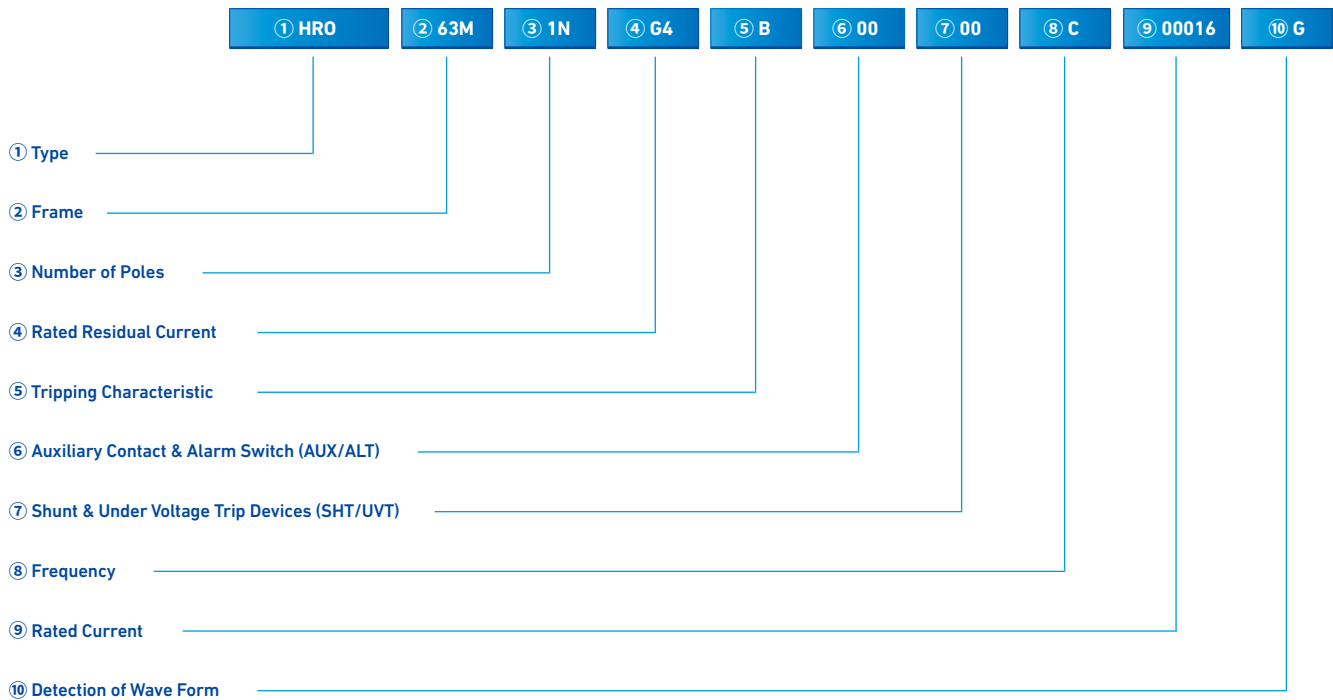 ① HRO ② 63M ③ 1N ④ G4 ⑤ B ⑥ 00 ⑦ 00 ⑧ C ⑨ 00016 ⑩ G
① Type
② Frame
③ Number of Poles
④ Rated Residual Current
⑤ Tripping Characteristic
⑥ Auxiliary Contact & Alarm Switch (AUX/ALT)
⑦ Shunt & Under Voltage Trip Devices (SHT/UVT)
⑧ Frequency
⑨ Rated Current
⑩ Detection of Wave Form